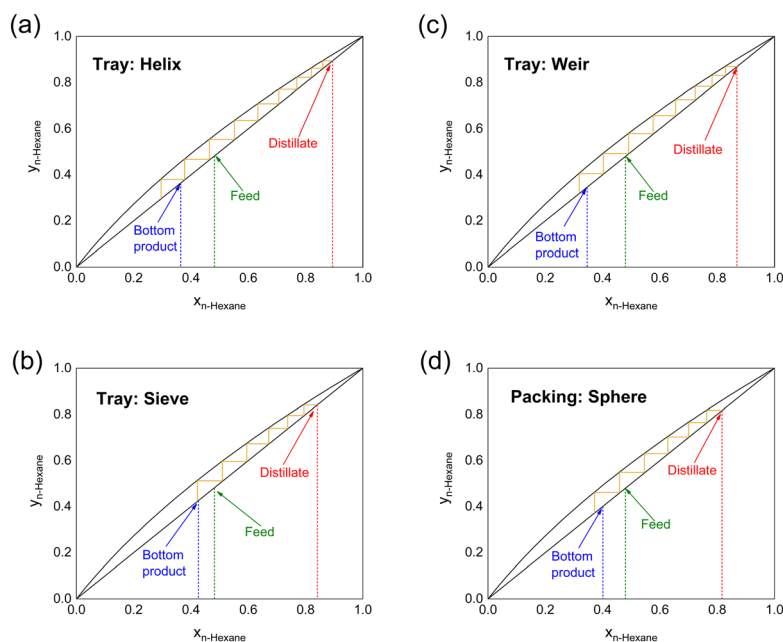 (a)
Tray: Helix
1.0
0.8
0.6
0.4
0.2
0.0
y n-Hexane
Distillate
Feed
Bottom
product
0.0 0.2 0.4 0.6 0.8 1.0
x n-Hexane
(c)
Tray: Weir
1.0
0.8
0.6
0.4
0.2
0.0
y n-Hexane
Distillate
Feed
Bottom
product
0.0 0.2 0.4 0.6 0.8 1.0
x n-Hexane
(b)
Tray: Sieve
1.0
0.8
0.6
0.4
0.2
0.0
y n-Hexane
Distillate
Feed
Bottom
product
0.0 0.2 0.4 0.6 0.8 1.0
x n-Hexane
(d)
Packing: Sphere
1.0
0.8
0.6
0.4
0.2
0.0
y n-Hexane
Distillate
Feed
Bottom
product
0.0 0.2 0.4 0.6 0.8 1.0
x n-Hexane